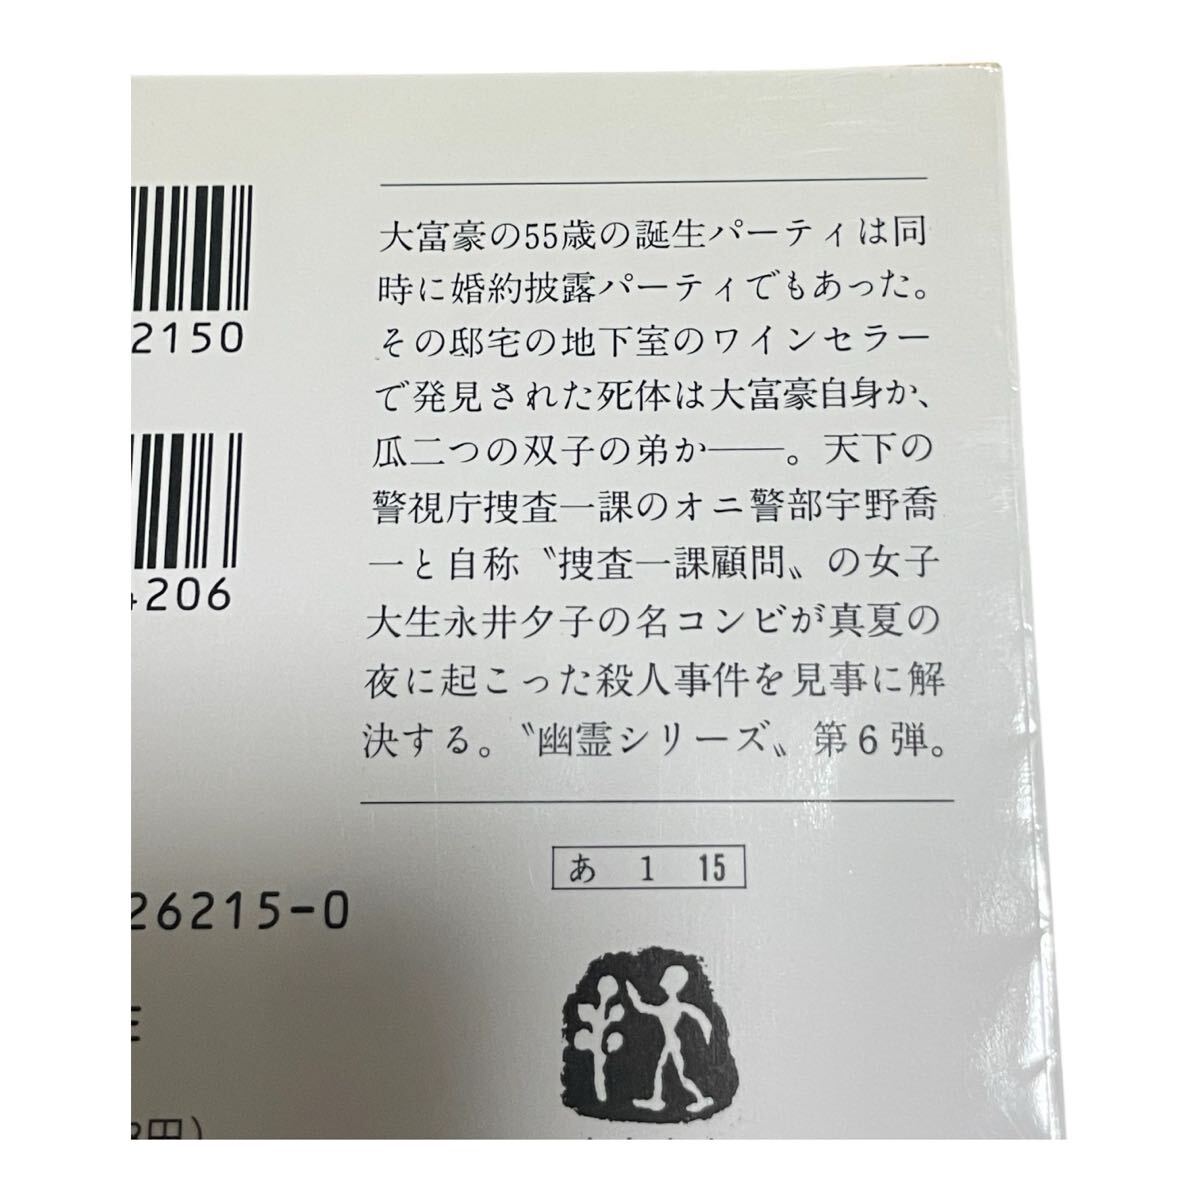 大富豪の55歳の誕生パーティは同
時に婚約披露パーティでもあった。
その邸宅の地下室のワインセラー
で発見された死体は大富豪自身か、
瓜二つの双子の弟か――。天下の
警視庁捜査一課のオニ警部宇野喬
一と自称〝捜査一課顧問〟の女子
大生永井夕子の名コンビが真夏の
夜に起こった殺人事件を見事に解
決する。〝幽霊シリーズ〟第6弾。
あ 1 15
2150
4206
26215-0
E
円)